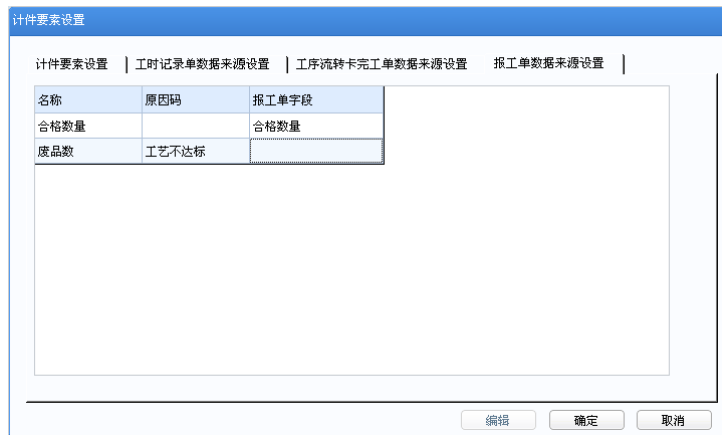 计件要素设置
计件要素设置 工时记录单数据来源设置 工序流转卡完工单数据来源设置 报工单数据来源设置
名称 原因码 报工单字段
合格数量 合格数量
废品数 工艺不达标
编辑 确定 取消